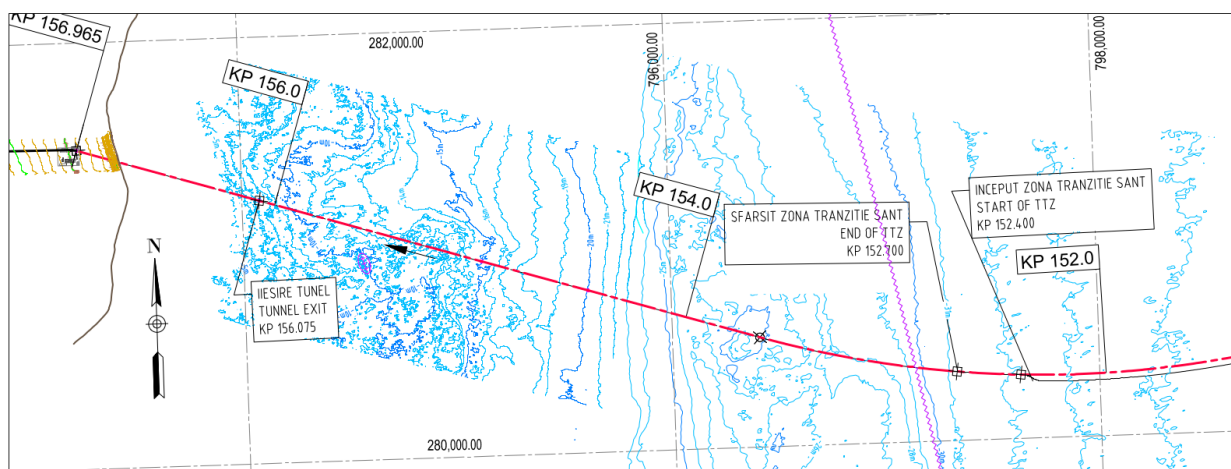 KP 156.965
282,000.00
796,000.00
798,000.00
KP 156.0
KP 154.0
SFARSIT ZONA TRANZITIE SANT
END OF TTZ
KP 152.700
INCEPUT ZONA TRANZITIE SANT
START OF TTZ
KP 152.400
KP 152.0
N
IIESIRE TUNEL
TUNNEL EXIT
KP 156.075
15m
20m
280,000.00